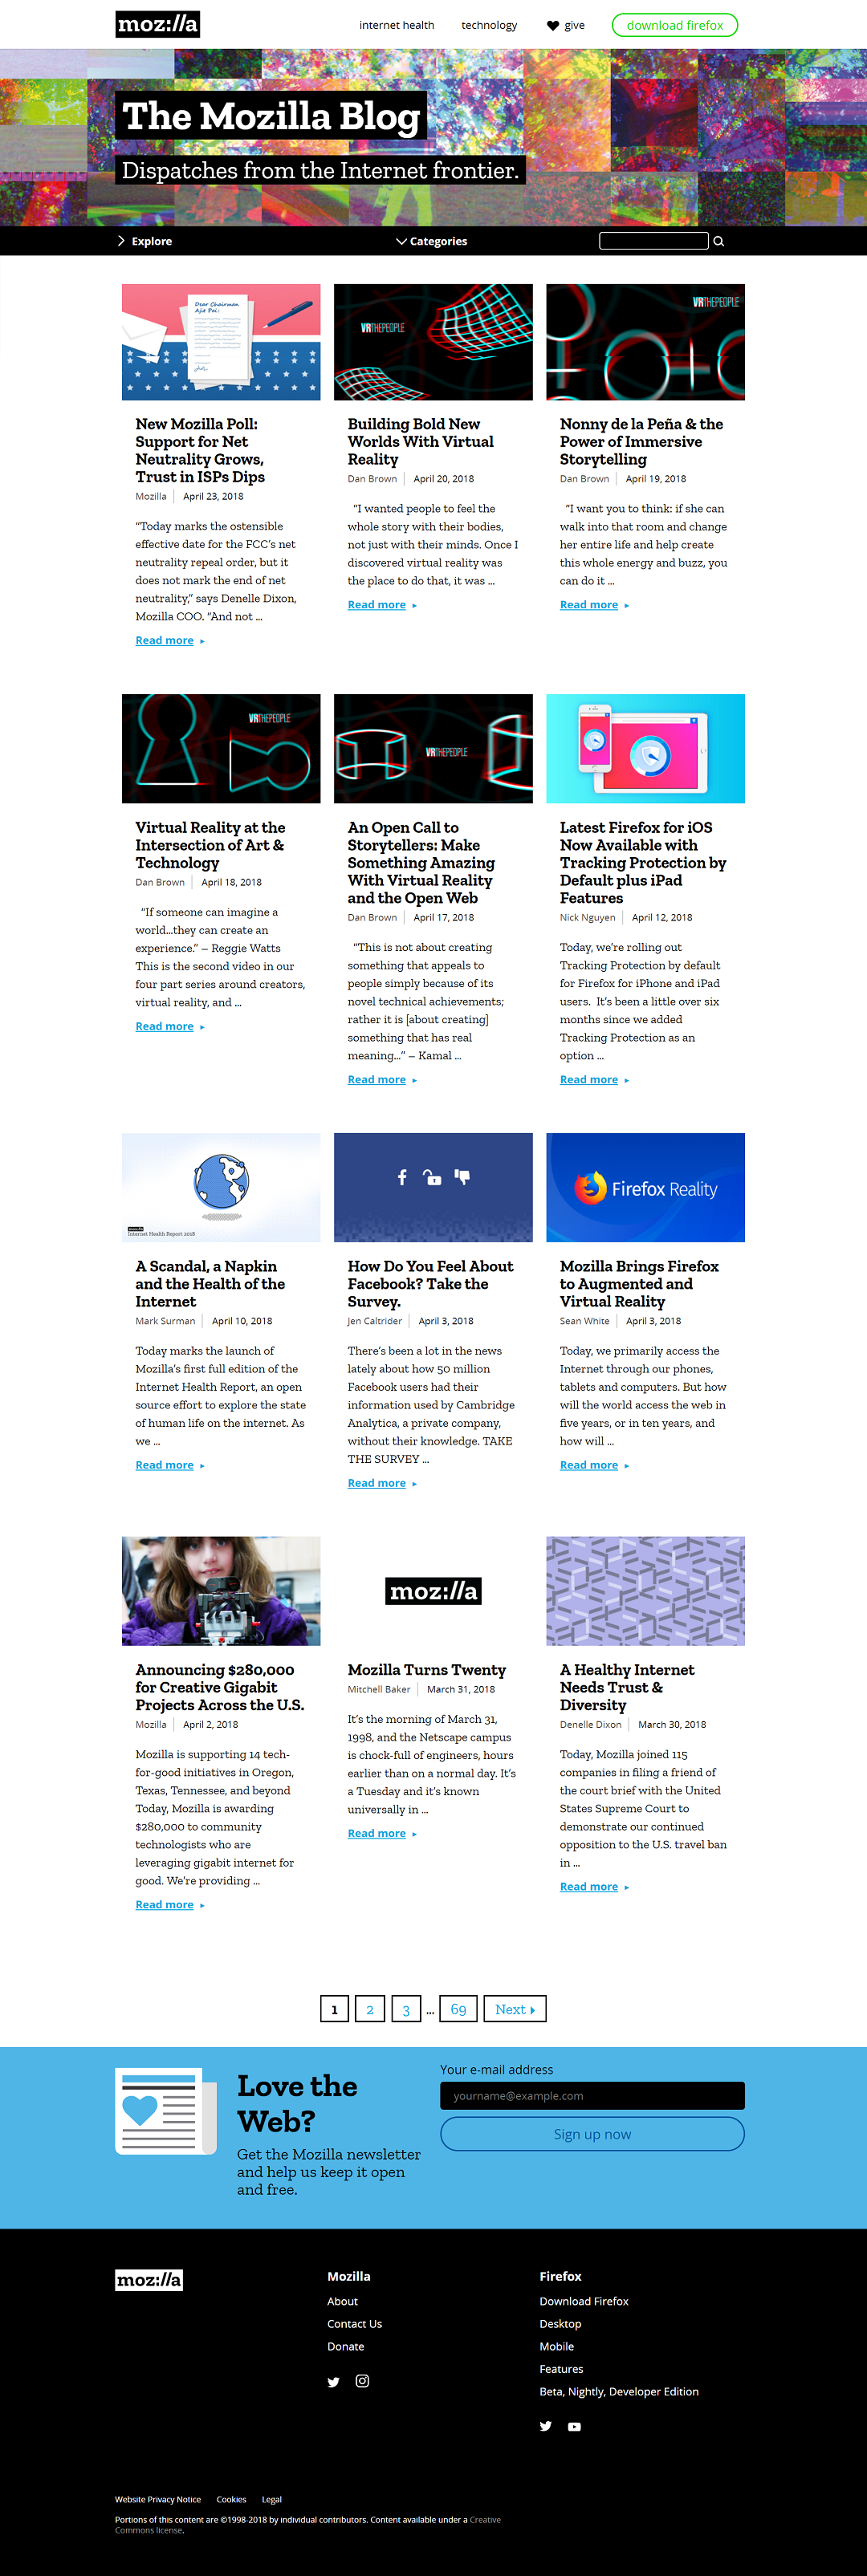 moz://a
internet health technology give download firefox
The Mozilla Blog
Dispatches from the Internet frontier.
Explore Categories
Dear Chairman
Ajit Pai:
VRTHEPEOPLE
VRTHEPEOPLE
New Mozilla Poll:
Support for Net
Neutrality Grows,
Trust in ISPs Dips
Mozilla April 23, 2018
“Today marks the ostensible
effective date for the FCC’s net
neutrality repeal order, but it
does not mark the end of net
neutrality,” says Denelle Dixon,
Mozilla COO. “And not ...
Read more ▸
Building Bold New
Worlds With Virtual
Reality
Dan Brown April 20, 2018
“I wanted people to feel the
whole story with their bodies,
not just with their minds. Once I
discovered virtual reality was
the place to do that, it was ...
Read more ▸
Nonny de la Peña & the
Power of Immersive
Storytelling
Dan Brown April 19, 2018
“I want you to think: if she can
walk into that room and change
her entire life and help create
this whole energy and buzz, you
can do it ...
Read more ▸
VRTHEPEOPLE
VRTHEPEOPLE
Virtual Reality at the
Intersection of Art &
Technology
Dan Brown April 18, 2018
“If someone can imagine a
world...they can create an
experience.” – Reggie Watts
This is the second video in our
four part series around creators,
virtual reality, and ...
Read more ▸
An Open Call to
Storytellers: Make
Something Amazing
With Virtual Reality
and the Open Web
Dan Brown April 17, 2018
“This is not about creating
something that appeals to
people simply because of its
novel technical achievements;
rather it is [about creating]
something that has real
meaning...” – Kamal ...
Read more ▸
Latest Firefox for iOS
Now Available with
Tracking Protection by
Default plus iPad
Features
Nick Nguyen April 12, 2018
Today, we’re rolling out
Tracking Protection by default
for Firefox for iPhone and iPad
users. It’s been a little over six
months since we added
Tracking Protection as an
option ...
Read more ▸
moz://a
Internet Health Report 2018
Firefox Reality
A Scandal, a Napkin
and the Health of the
Internet
Mark Surman April 10, 2018
Today marks the launch of
Mozilla’s first full edition of the
Internet Health Report, an open
source effort to explore the state
of human life on the internet. As
we ...
Read more ▸
How Do You Feel About
Facebook? Take the
Survey.
Jen Caltrider April 3, 2018
There’s been a lot in the news
lately about how 50 million
Facebook users had their
information used by Cambridge
Analytica, a private company,
without their knowledge. TAKE
THE SURVEY ...
Read more ▸
Mozilla Brings Firefox
to Augmented and
Virtual Reality
Sean White April 3, 2018
Today, we primarily access the
Internet through our phones,
tablets and computers. But how
will the world access the web in
five years, or in ten years, and
how will ...
Read more ▸
moz://a
Announcing $280,000
for Creative Gigabit
Projects Across the U.S.
Mozilla April 2, 2018
Mozilla is supporting 14 tech-
for-good initiatives in Oregon,
Texas, Tennessee, and beyond
Today, Mozilla is awarding
$280,000 to community
technologists who are
leveraging gigabit internet for
good. We’re providing ...
Read more ▸
Mozilla Turns Twenty
Mitchell Baker March 31, 2018
It’s the morning of March 31,
1998, and the Netscape campus
is chock-full of engineers, hours
earlier than on a normal day. It’s
a Tuesday and it’s known
universally in ...
Read more ▸
A Healthy Internet
Needs Trust &
Diversity
Denelle Dixon March 30, 2018
Today, Mozilla joined 115
companies in filing a friend of
the court brief with the United
States Supreme Court to
demonstrate our continued
opposition to the U.S. travel ban
in ...
Read more ▸
1 2 3 ... 69 Next ▸
Love the
Web?
Get the Mozilla newsletter
and help us keep it open
and free.
Your e-mail address
yourname@example.com
Sign up now
moz://a
Mozilla
About
Contact Us
Donate
Firefox
Download Firefox
Desktop
Mobile
Features
Beta, Nightly, Developer Edition
Website Privacy Notice Cookies Legal
Portions of this content are ©1998-2018 by individual contributors. Content available under a Creative
Commons license.